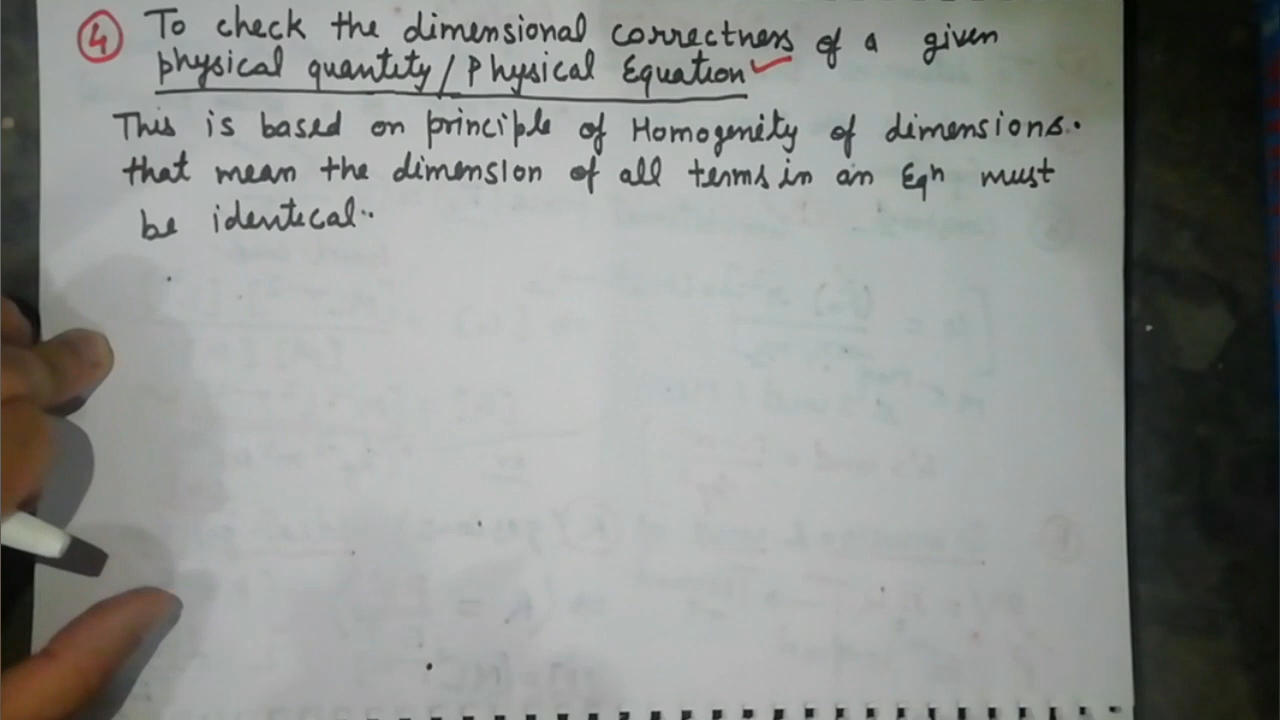 4 To check the dimensional correctness of a given
physical quantity / Physical Equation
This is based on principle of Homogenity of dimensions.
that mean the dimension of all terms in an Eqn must
be identical..